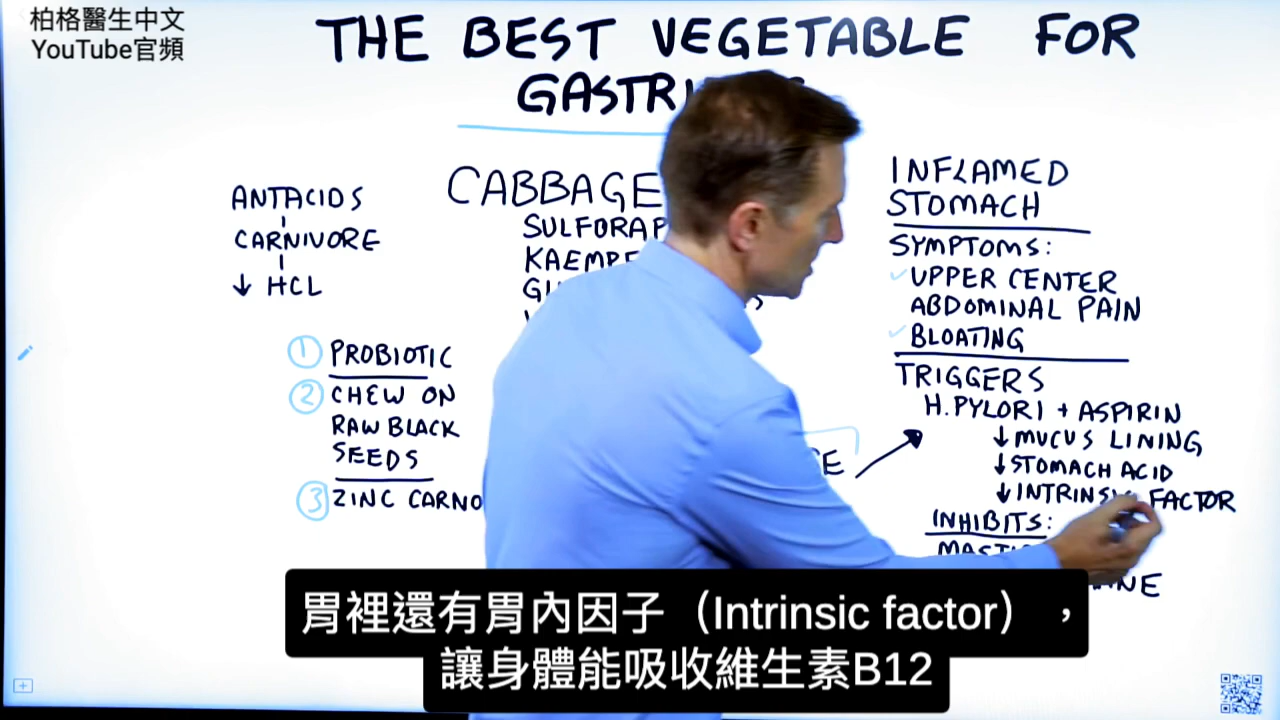 柏格醫生中文
YouTube官頻
THE BEST VEGETABLE FOR
ANTACIDS
CARNIVORE
↓ HCL
① PROBIOTIC
② CHEW ON
RAW BLACK
SEEDS
③ ZINC
CABBAGE
INFLAMED
STOMACH
SYMPTOMS:
✓UPPER CENTER
ABDOMINAL PAIN
✓BLOATING
TRIGGERS
H. PYLORI + ASPIRIN
↓MUCUS LINING
↓STOMACH ACID
↓INTRINSIC FACTOR
INHIBITS:
胃裡還有胃內因子（Intrinsic factor），
讓身體能吸收維生素B12